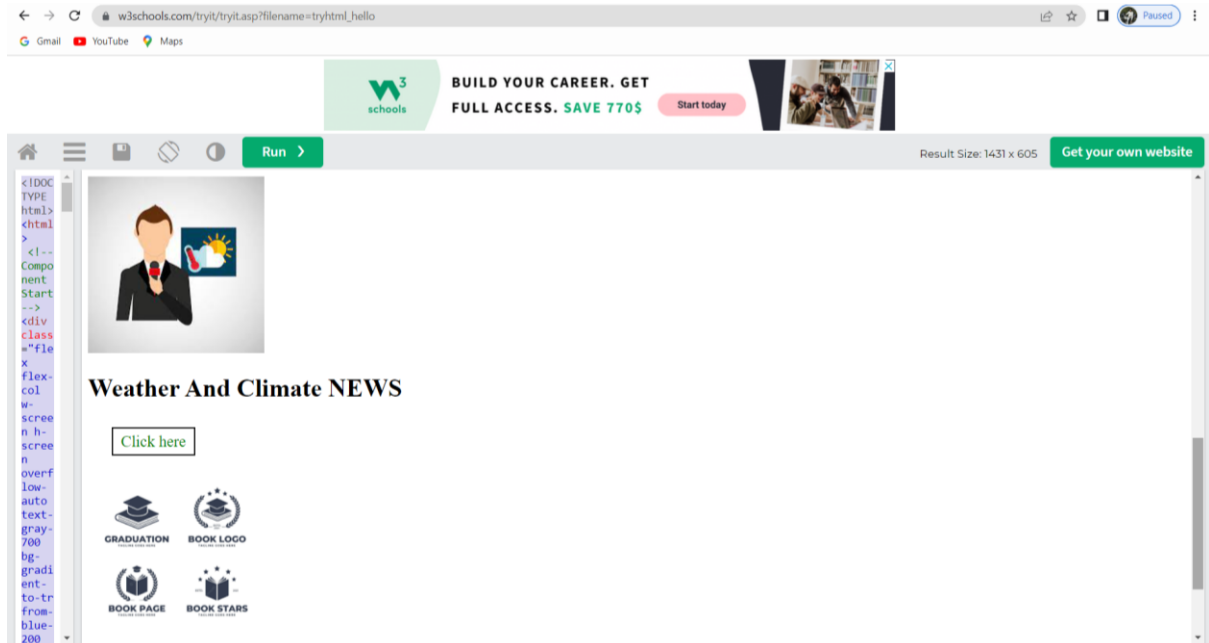 w3schools.com/tryit/tryit.asp?filename=tryhtml_hello
Paused
Gmail
YouTube
Maps
3
schools
BUILD YOUR CAREER. GET
FULL ACCESS. SAVE 770$
Start today
Run ❯
Result Size: 1431 x 605
Get your own website
<!DOC
TYPE
html>
<html
>
<!--
Compo
nent
Start
-->
<div
class
="fle
x
flex-
col
w-
scree
n h-
scree
n
overf
low-
auto
text-
gray-
700
bg-
gradi
ent-
to-tr
from-
blue-
200
Weather And Climate NEWS
Click here
GRADUATION
BOOK LOGO
BOOK PAGE
BOOK STARS